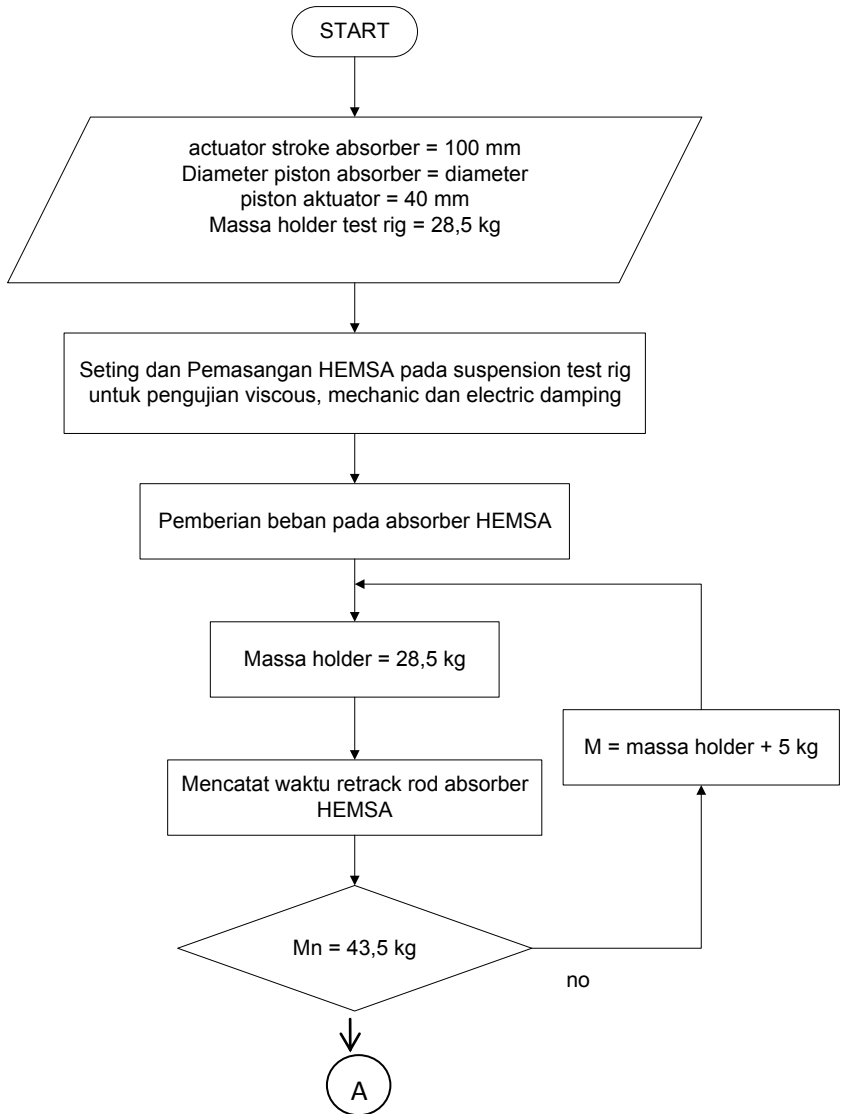 START
actuator stroke absorber = 100 mm
Diameter piston absorber = diameter
piston aktuator = 40 mm
Massa holder test rig = 28,5 kg
Seting dan Pemasangan HEMSA pada suspension test rig
untuk pengujian viscous, mechanic dan electric damping
Pemberian beban pada absorber HEMSA
Massa holder = 28,5 kg
M = massa holder + 5 kg
Mencatat waktu retrack rod absorber
HEMSA
Mn = 43,5 kg
no
A